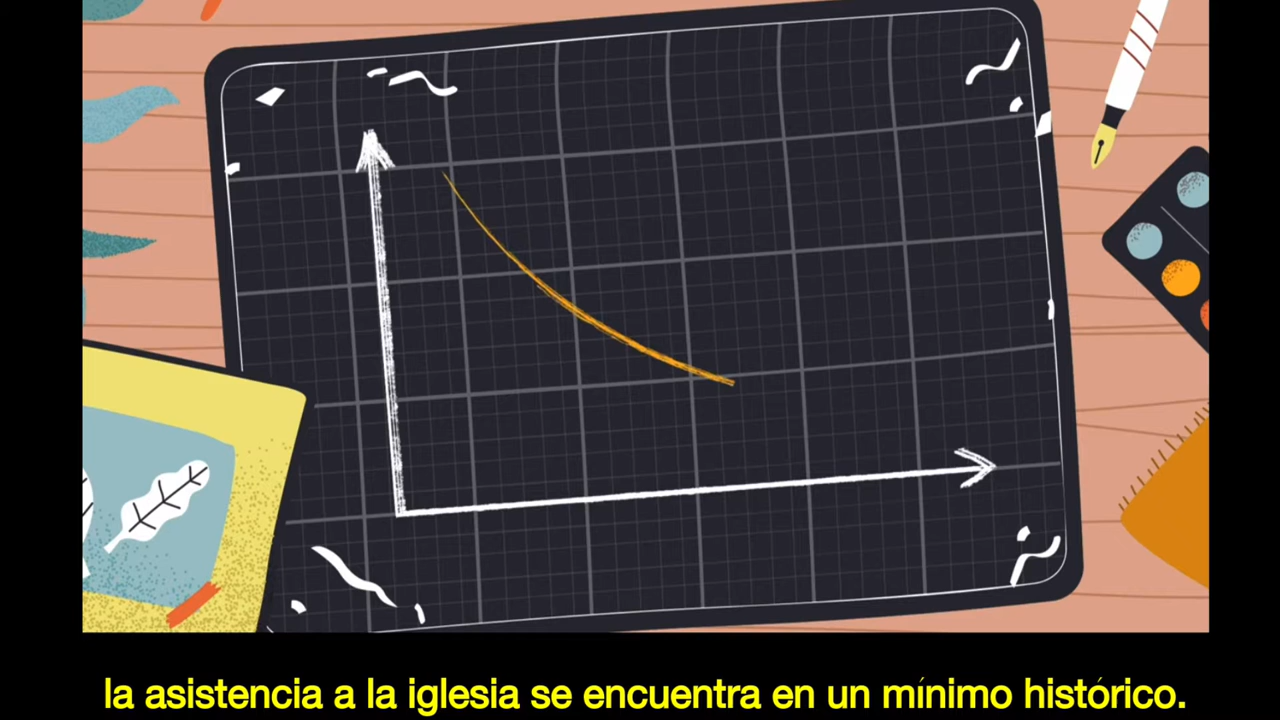 la asistencia a la iglesia se encuentra en un mínimo histórico.